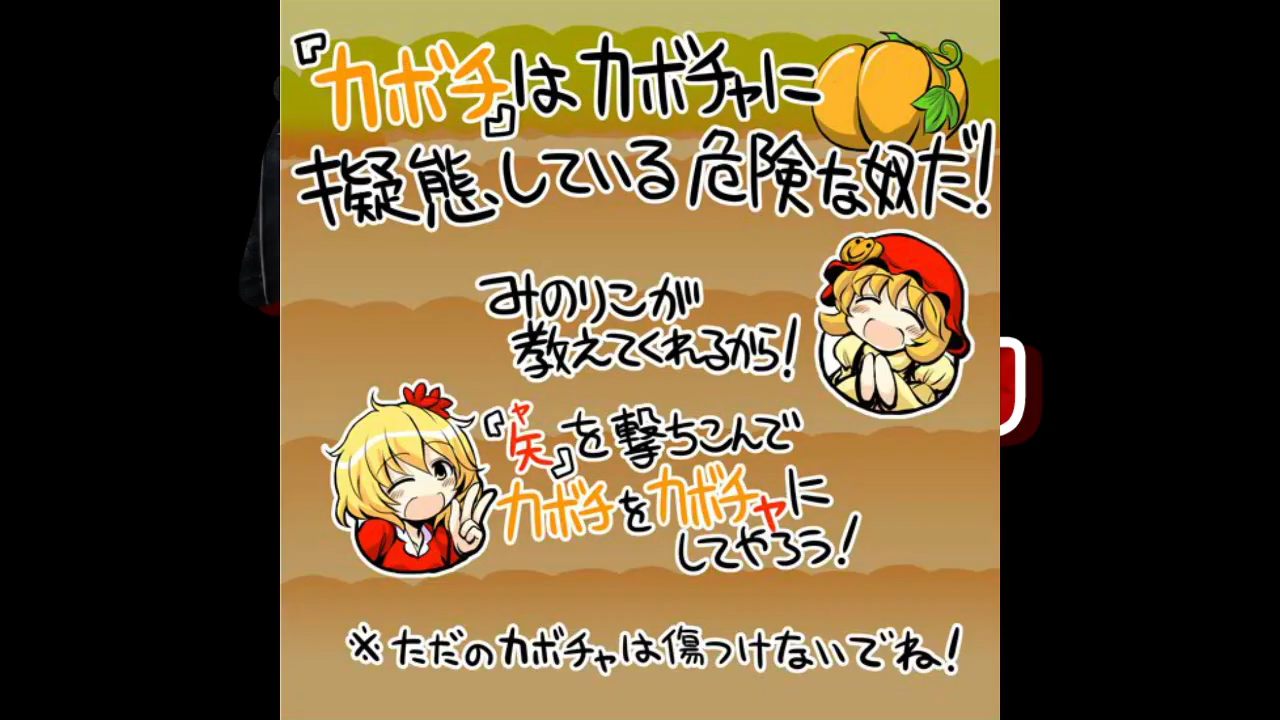 『カボチ』はカボチャに
擬態している危険な奴だ!
みのりこが
教えてくれるから!
ヤ
『矢』を撃ちこんで
カボチをカボチャに
してやろう!
※ただのカボチャは傷つけないでね!